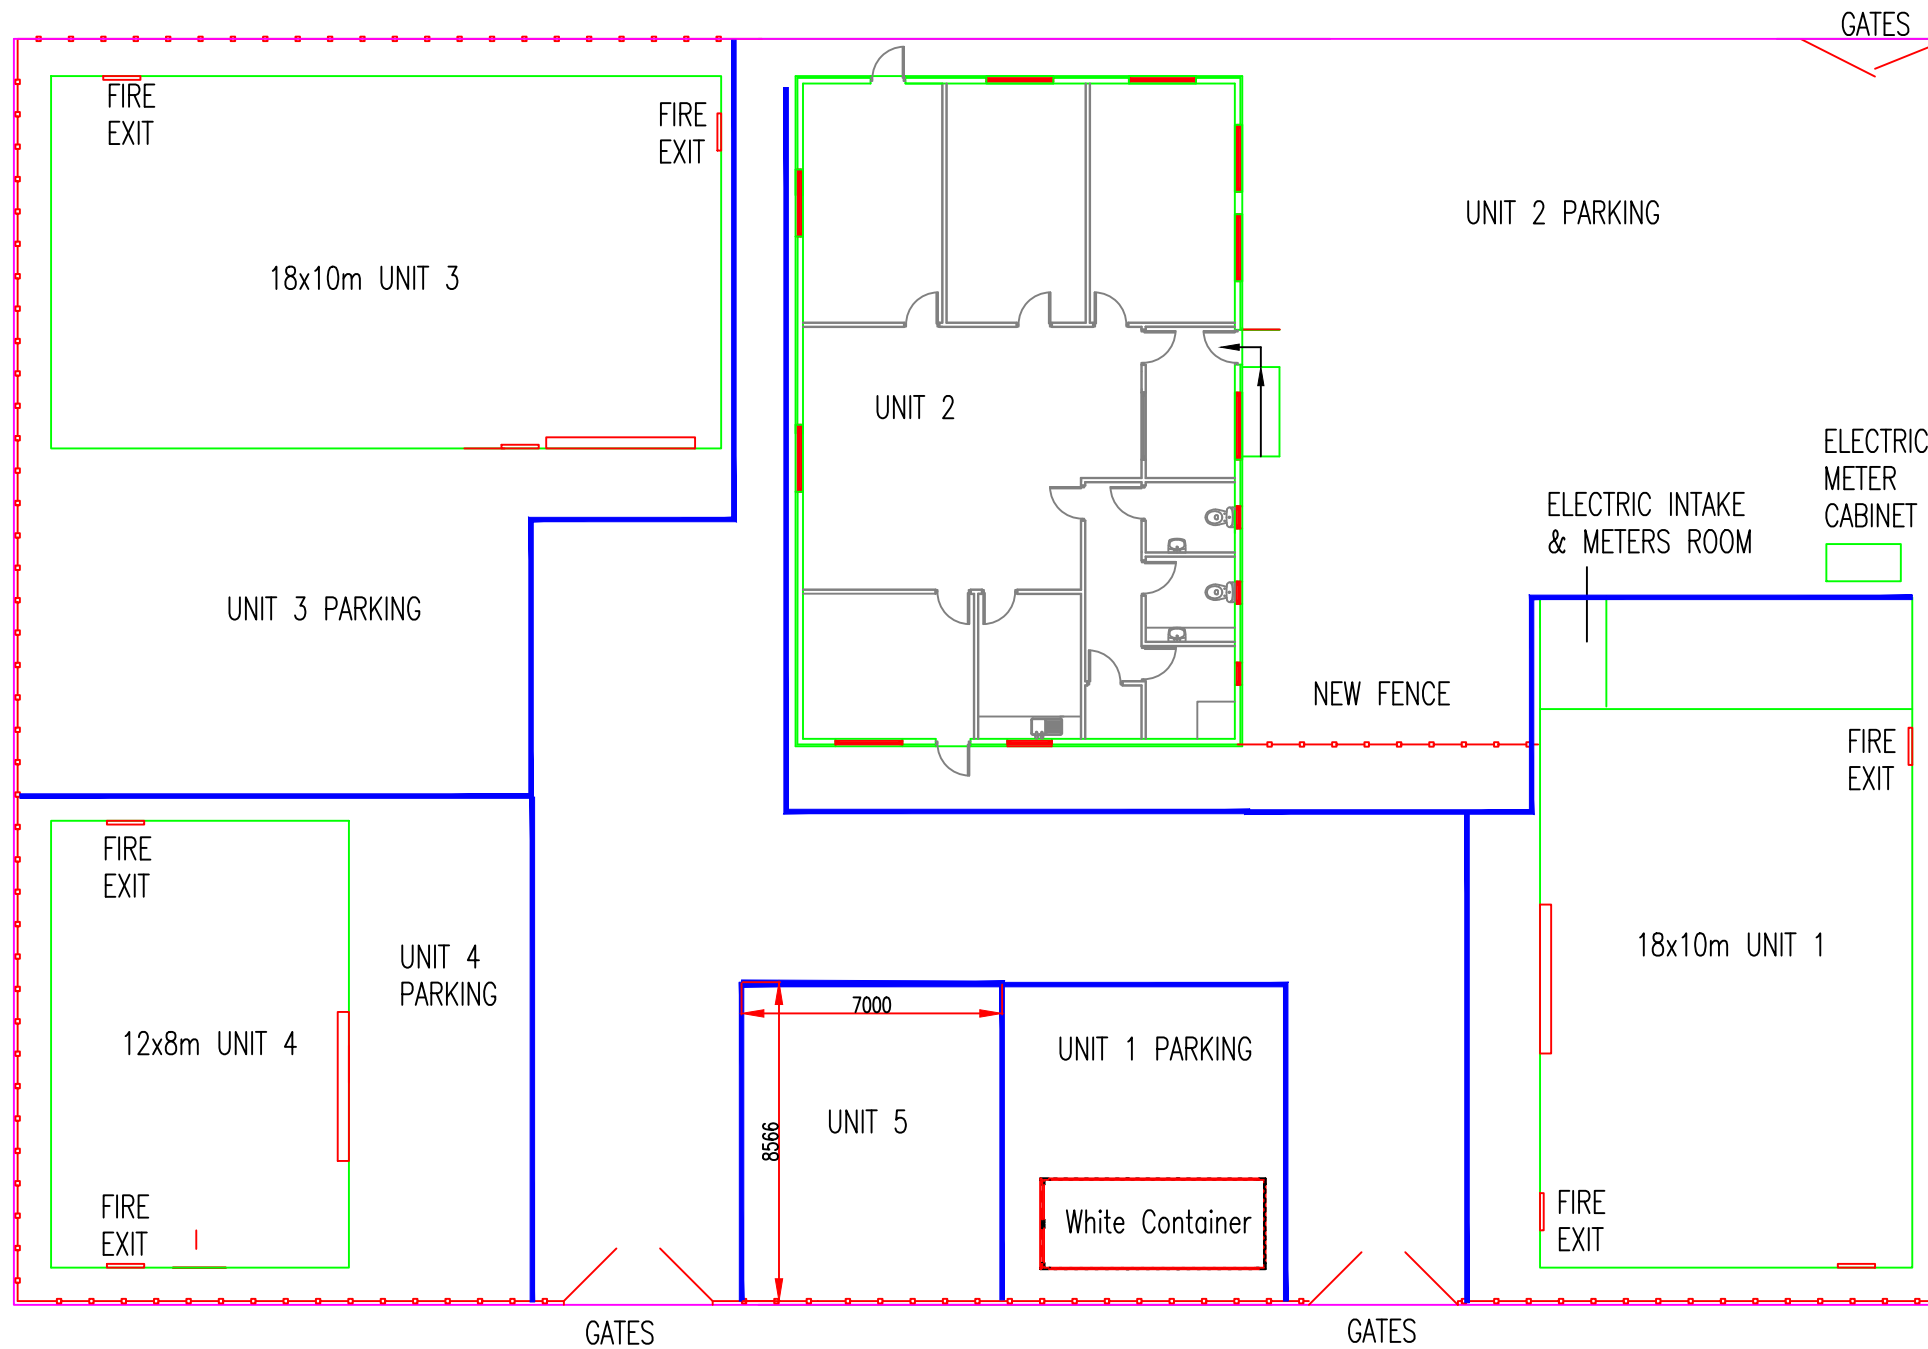 GATES
FIRE
EXIT
FIRE
EXIT
18x10m UNIT 3
UNIT 2 PARKING
UNIT 2
ELECTRIC
METER
CABINET
ELECTRIC INTAKE
& METERS ROOM
UNIT 3 PARKING
NEW FENCE
FIRE
EXIT
FIRE
EXIT
UNIT 4
PARKING
18x10m UNIT 1
12x8m UNIT 4
7000
UNIT 1 PARKING
UNIT 5
8566
White Container
FIRE
EXIT
FIRE
EXIT
GATES
GATES